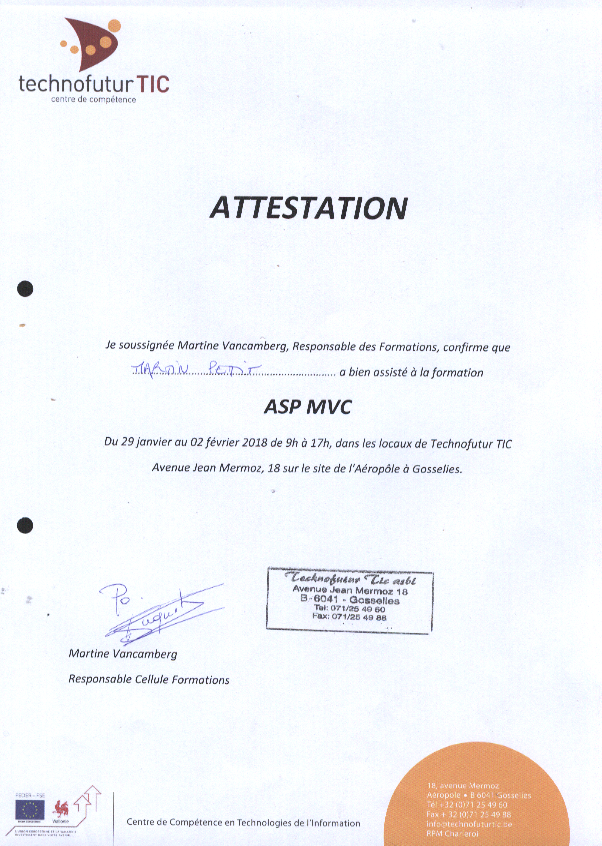 technofutur TIC
centre de compétence
ATTESTATION
Je soussignée Martine Vancamberg, Responsable des Formations, confirme que
PETIT a bien assisté à la formation
ASP MVC
Du 29 janvier au 02 février 2018 de 9h à 17h, dans les locaux de Technofutur TIC
Avenue Jean Mermoz, 18 sur le site de l'Aéropôle à Gosselies.
Po.
Technofutur Tic asbl
Avenue Jean Mermoz 18
B-6041 - Gosselies
Tel: 071/25 49 60
Fax: 071/25 49 88
Martine Vancamberg
Responsable Cellule Formations
FEDER - FSE
Wallonie
Centre de Compétence en Technologies de l'Information
18, avenue Mermoz
Aéropole • B 6041 Gosselies
Tél + 32 (0)71 25 49 60
Fax + 32 (0)71 25 49 88
info@technofuturtic.be
RPM Charleroi